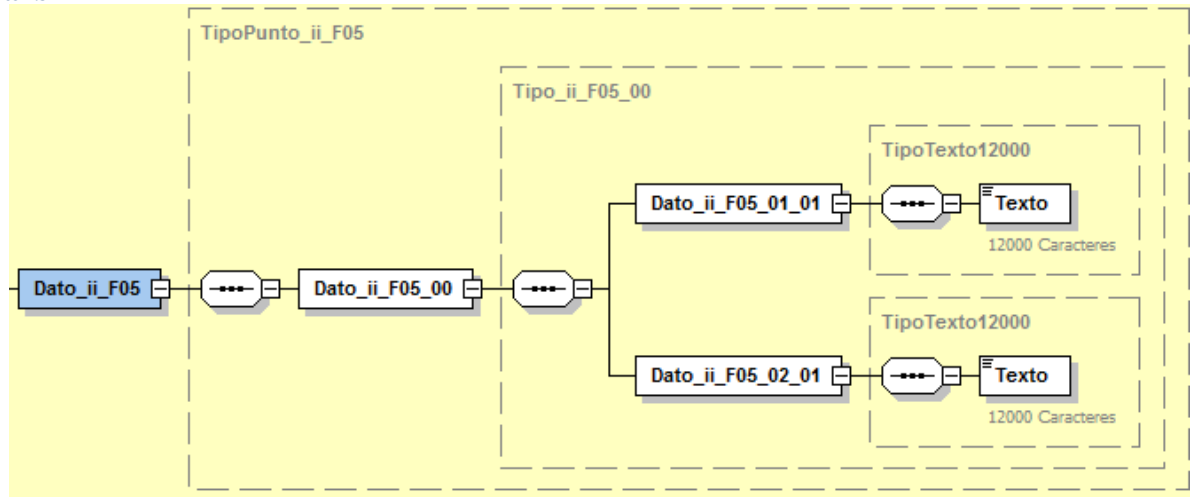 TipoPunto_ii_F05
Tipo_ii_F05_00
TipoTexto12000
Dato_ii_F05_01_01
Texto
12000 Caracteres
Dato_ii_F05
Dato_ii_F05_00
TipoTexto12000
Dato_ii_F05_02_01
Texto
12000 Caracteres